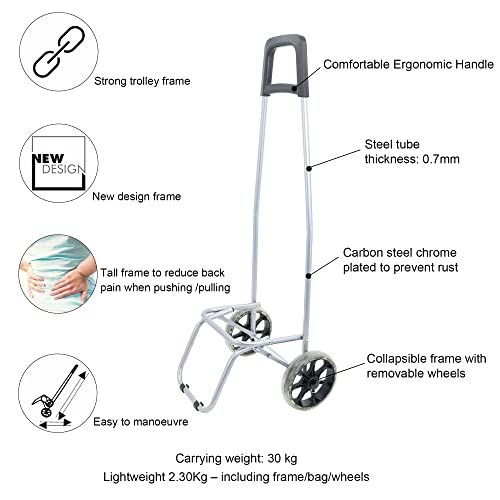 Strong trolley frame
NEW
DESIGN
New design frame
Tall frame to reduce back
pain when pushing /pulling
Easy to manoeuvre
Comfortable Ergonomic Handle
Steel tube
thickness: 0.7mm
Carbon steel chrome
plated to prevent rust
Collapsible frame with
removable wheels
Carrying weight: 30 kg
Lightweight 2.30Kg – including frame/bag/wheels